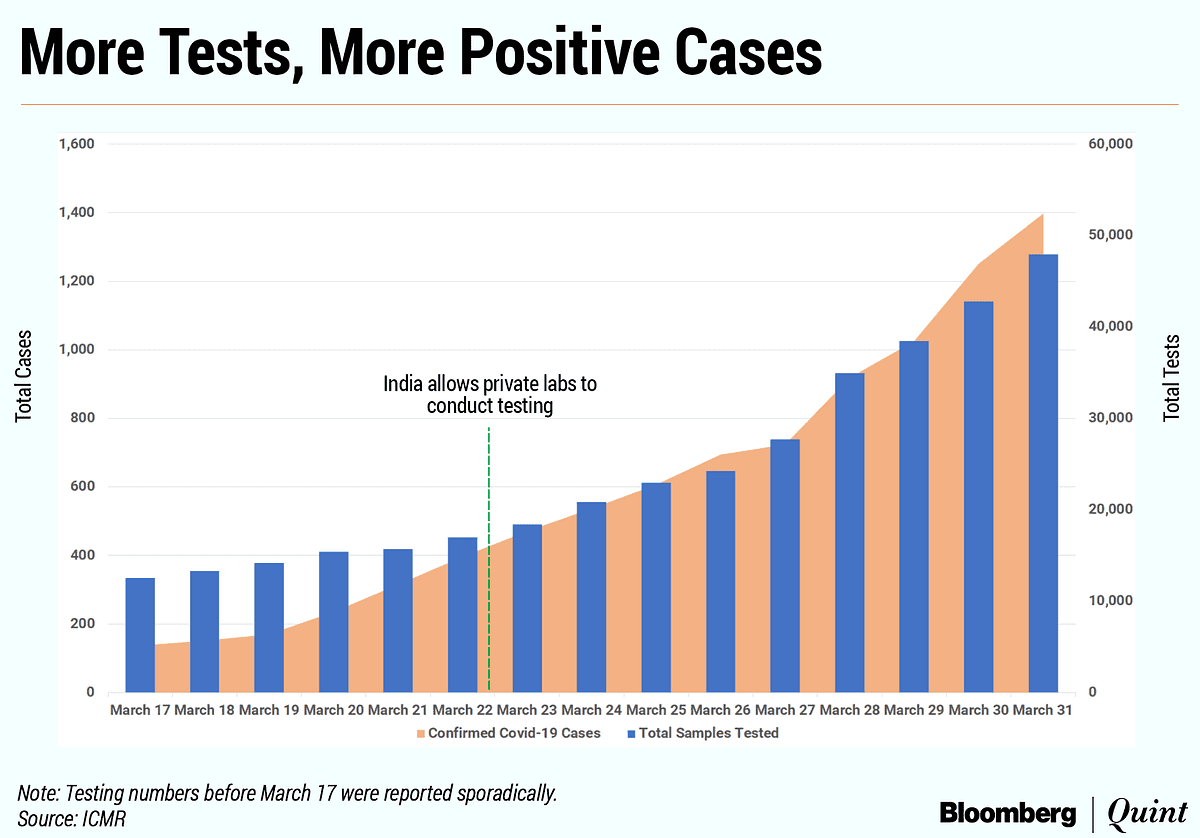 More Tests, More Positive Cases
1,600
1,400
1,200
1,000
800
600
400
200
0
Total Cases
60,000
50,000
40,000
30,000
20,000
10,000
0
Total Tests
India allows private labs to
conduct testing
March 17 March 18 March 19 March 20 March 21 March 22 March 23 March 24 March 25 March 26 March 27 March 28 March 29 March 30 March 31
Confirmed Covid-19 Cases Total Samples Tested
Note: Testing numbers before March 17 were reported sporadically.
Source: ICMR
Bloomberg | Quint